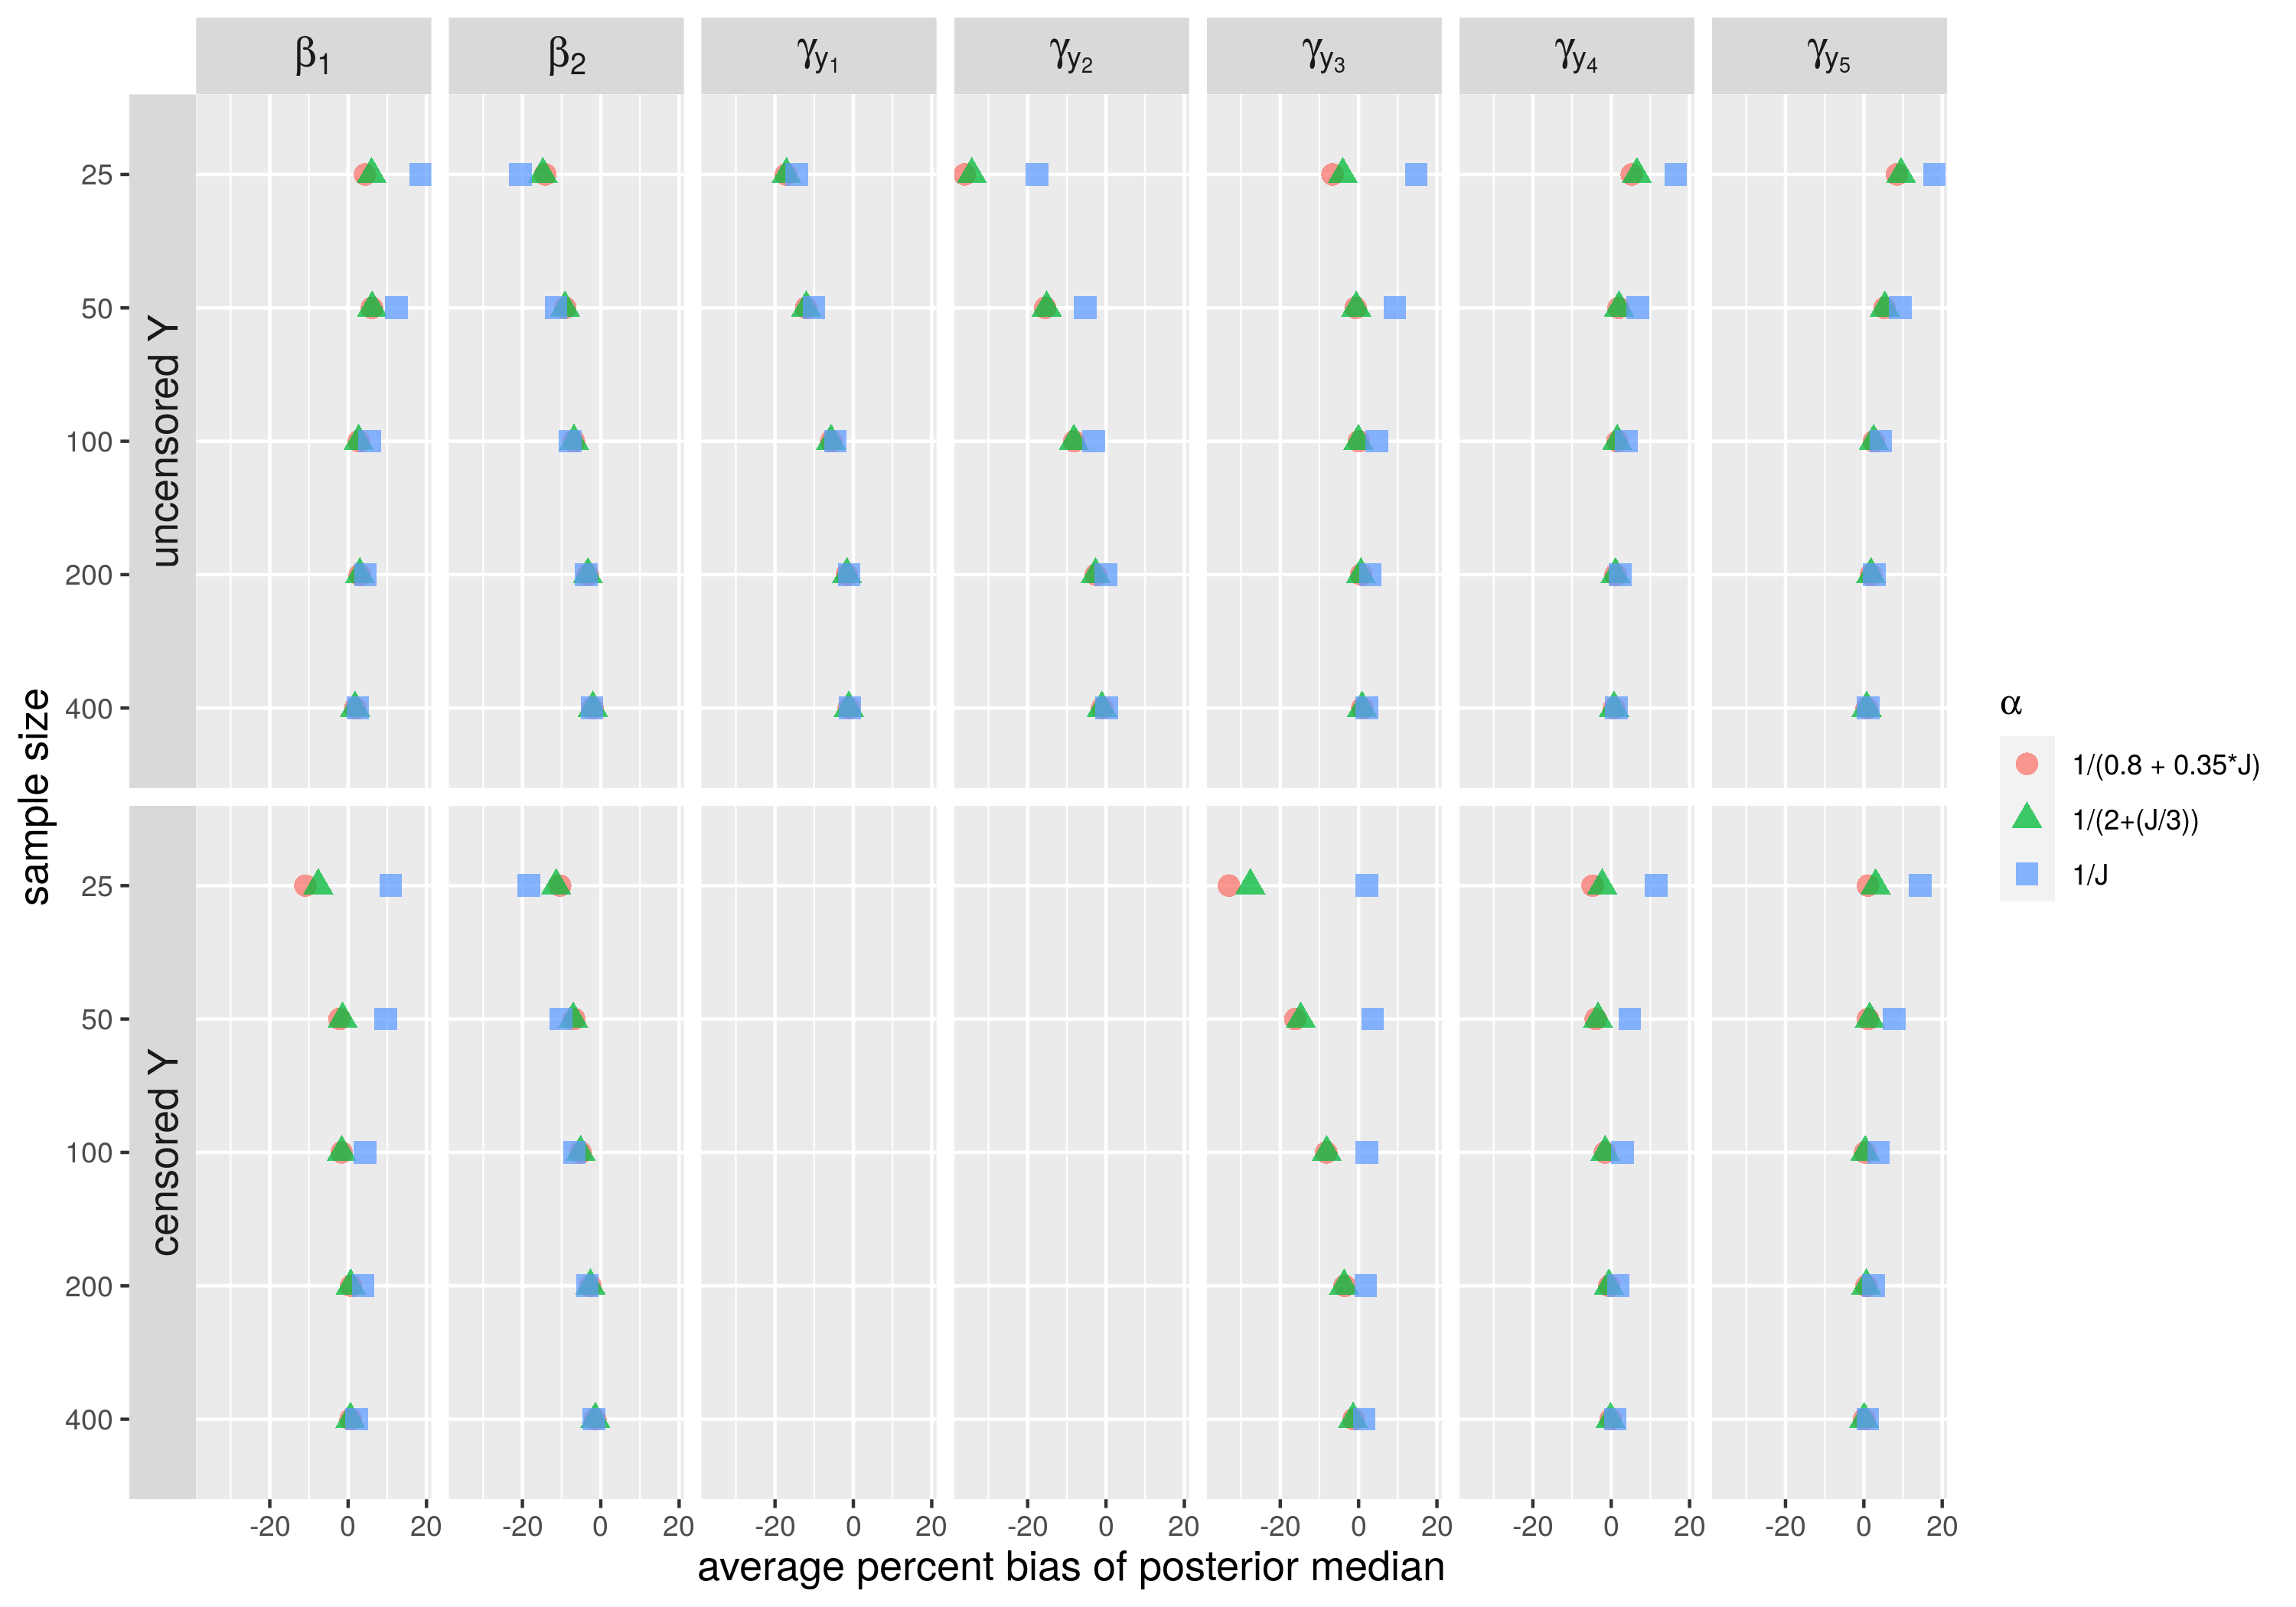 β1 β2 γy1 γy2 γy3 γy4 γy5
uncensored Y
25
50
100
200
400
sample size
censored Y
25
50
100
200
400
-20 0 20 -20 0 20 -20 0 20 -20 0 20 -20 0 20 -20 0 20 -20 0 20
average percent bias of posterior median
α
1/(0.8 + 0.35*J)
1/(2+(J/3))
1/J